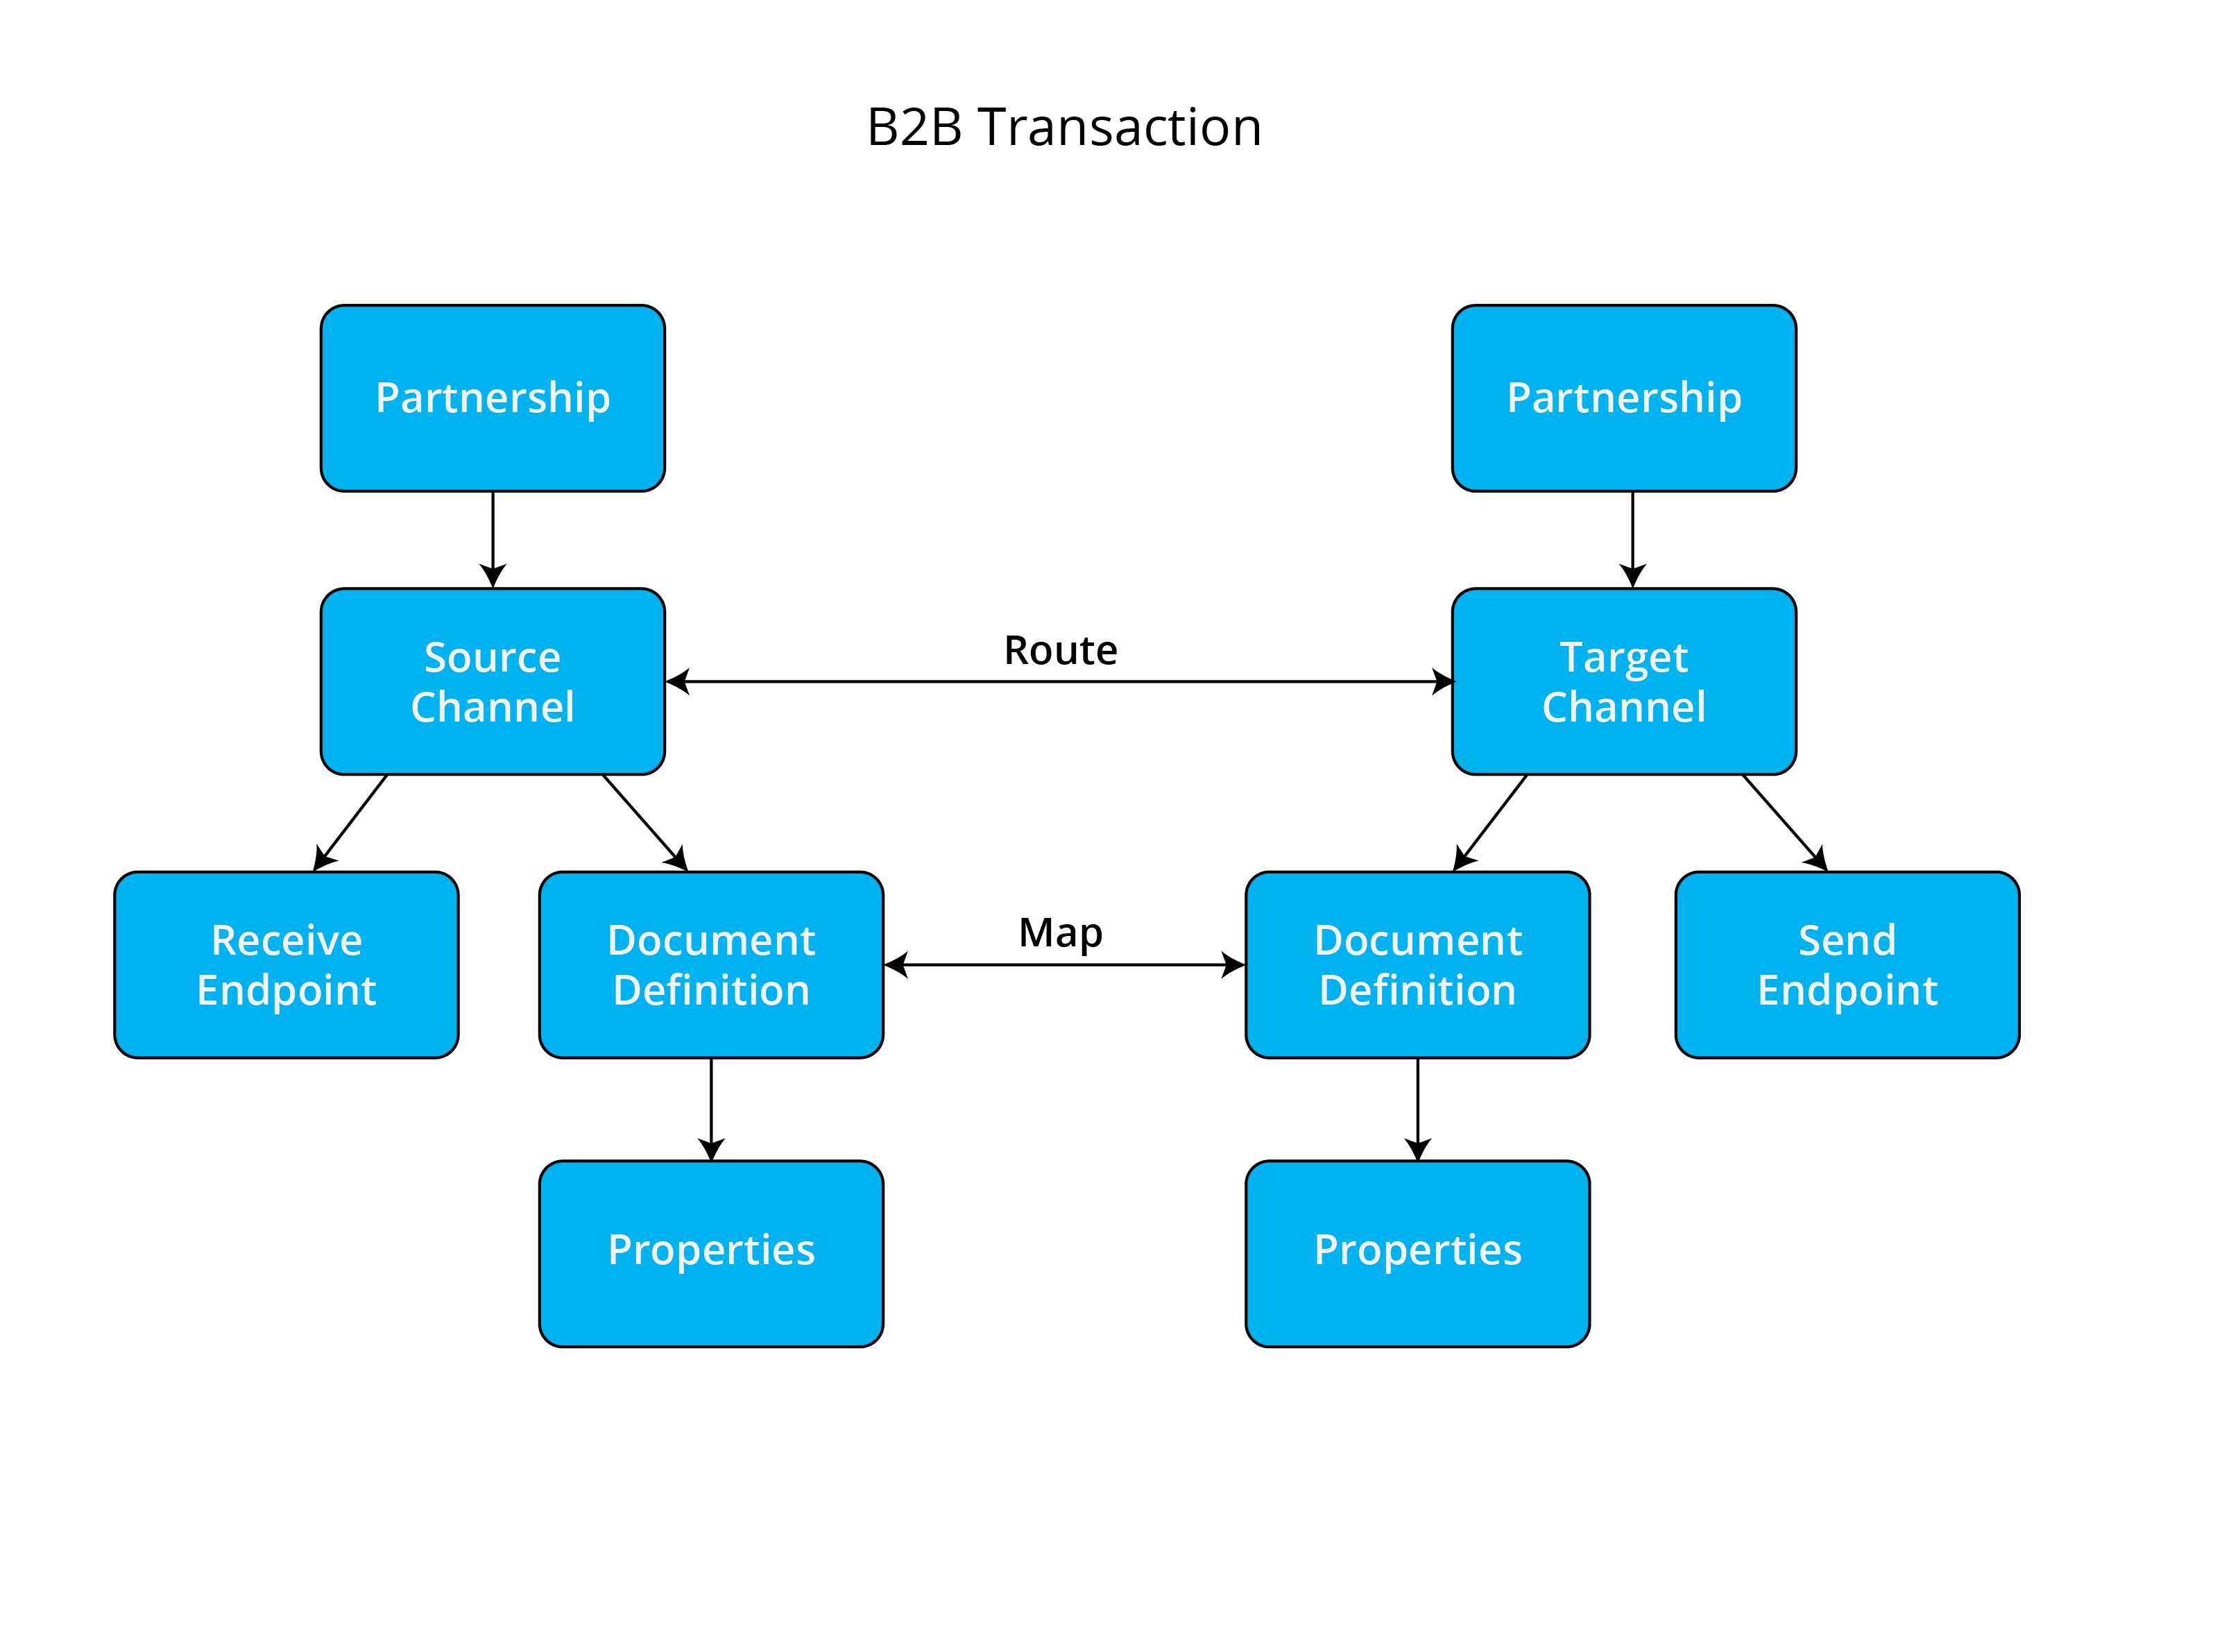 B2B Transaction
Partnership
Partnership
Source
Channel
Route
Target
Channel
Receive
Endpoint
Document
Definition
Map
Document
Definition
Send
Endpoint
Properties
Properties